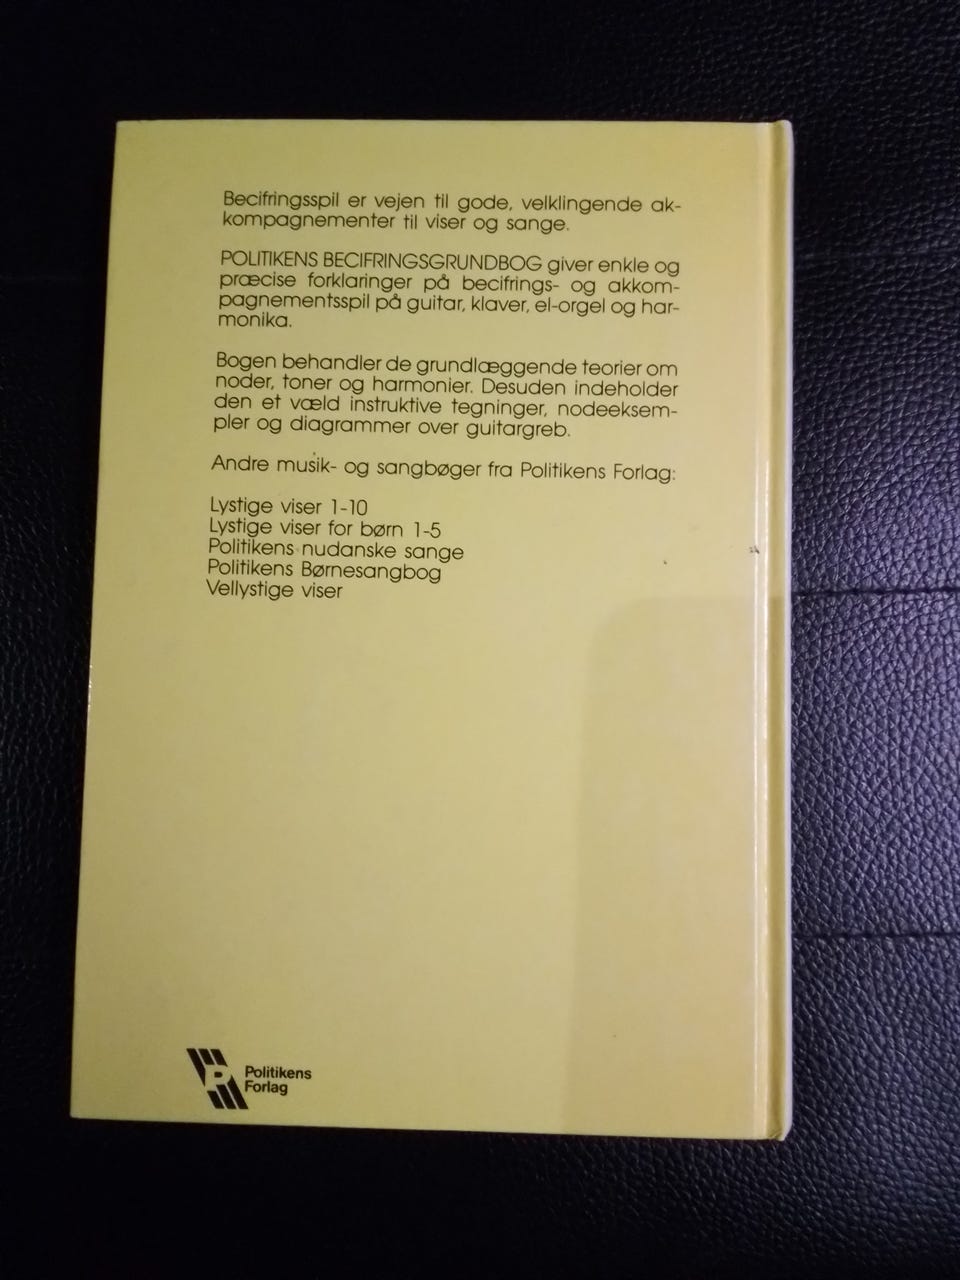 Becifringsspil er vejen til gode, velklingende ak-
kompagnementer til viser og sange.
POLITIKENS BECIFRINGSGRUNDBOG giver enkle og
præcise forklaringer på becifrings- og akkom-
pagnementsspil på guitar, klaver, el-orgel og har-
monika.
Bogen behandler de grundlæggende teorier om
noder, toner og harmonier. Desuden indeholder
den et væld instruktive tegninger, nodeeksem-
pler og diagrammer over guitargreb.
Andre musik- og sangbøger fra Politikens Forlag:
Lystige viser 1-10
Lystige viser for børn 1-5
Politikens nudanske sange
Politikens Børnesangbog
Vellystige viser
P
Politikens
Forlag